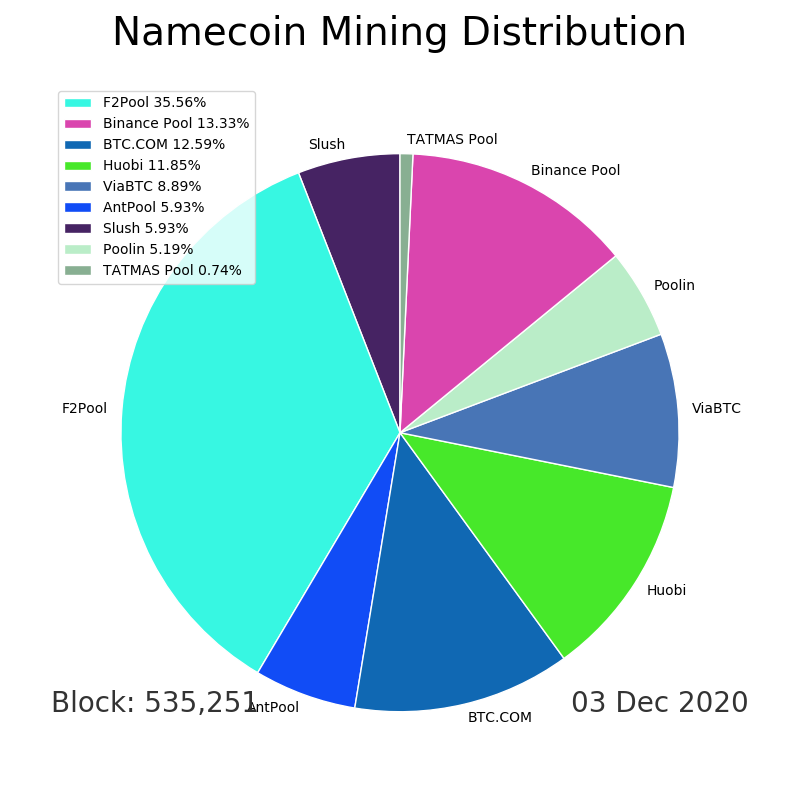 Namecoin Mining Distribution
F2Pool 35.56%
Binance Pool 13.33%
BTC.COM 12.59%
Huobi 11.85%
ViaBTC 8.89%
AntPool 5.93%
Slush 5.93%
Poolin 5.19%
TATMAS Pool 0.74%
Slush
TATMAS Pool
Binance Pool
Poolin
F2Pool
ViaBTC
Huobi
Block: 535,251
AntPool
BTC.COM
03 Dec 2020